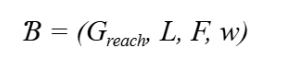 ℬ = (G_reach, L, F, w)